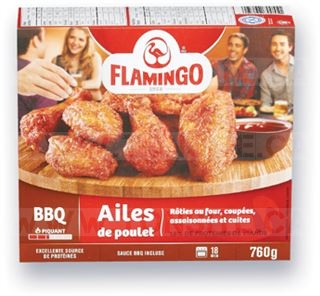 FLAMINGO
BBQ
PIQUANT
Ailes
de poulet
Rôties au four, coupées,
assaisonnées et cuites
18
MIN
EXCELLENTE SOURCE
DE PROTÉINES
SAUCE BBQ INCLUSE
760g